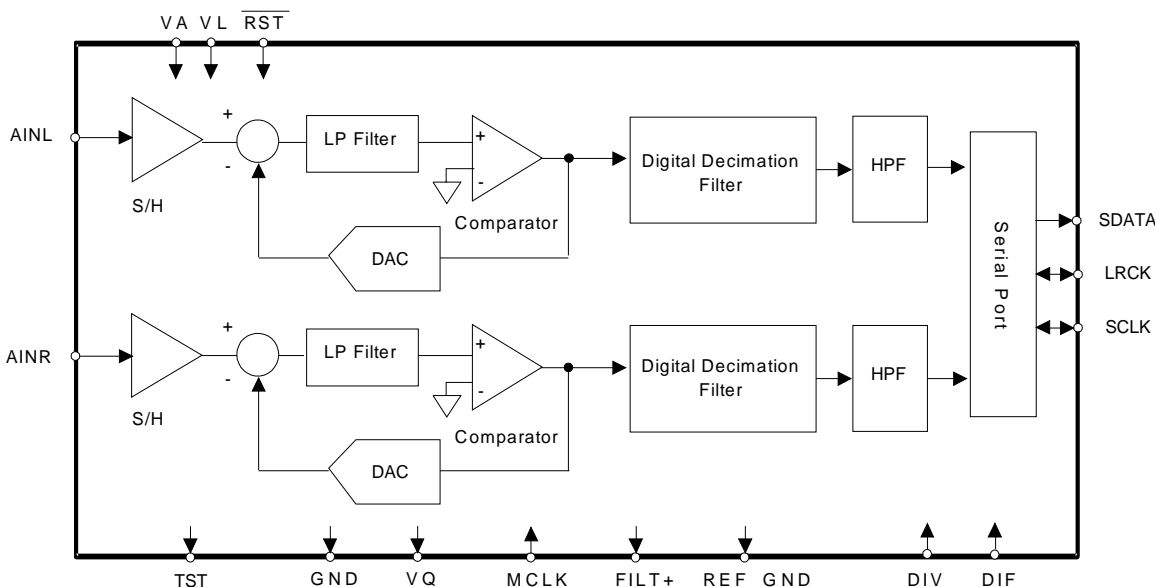 VA VL RST
AINL
+
-
S/H
LP Filter
+
-
Comparator
DAC
Digital Decimation
Filter
HPF
Serial Port
SDATA
LRCK
SCLK
AINR
+
-
S/H
LP Filter
+
-
Comparator
DAC
Digital Decimation
Filter
HPF
TST GND VQ MCLK FILT+ REF GND DIV DIF